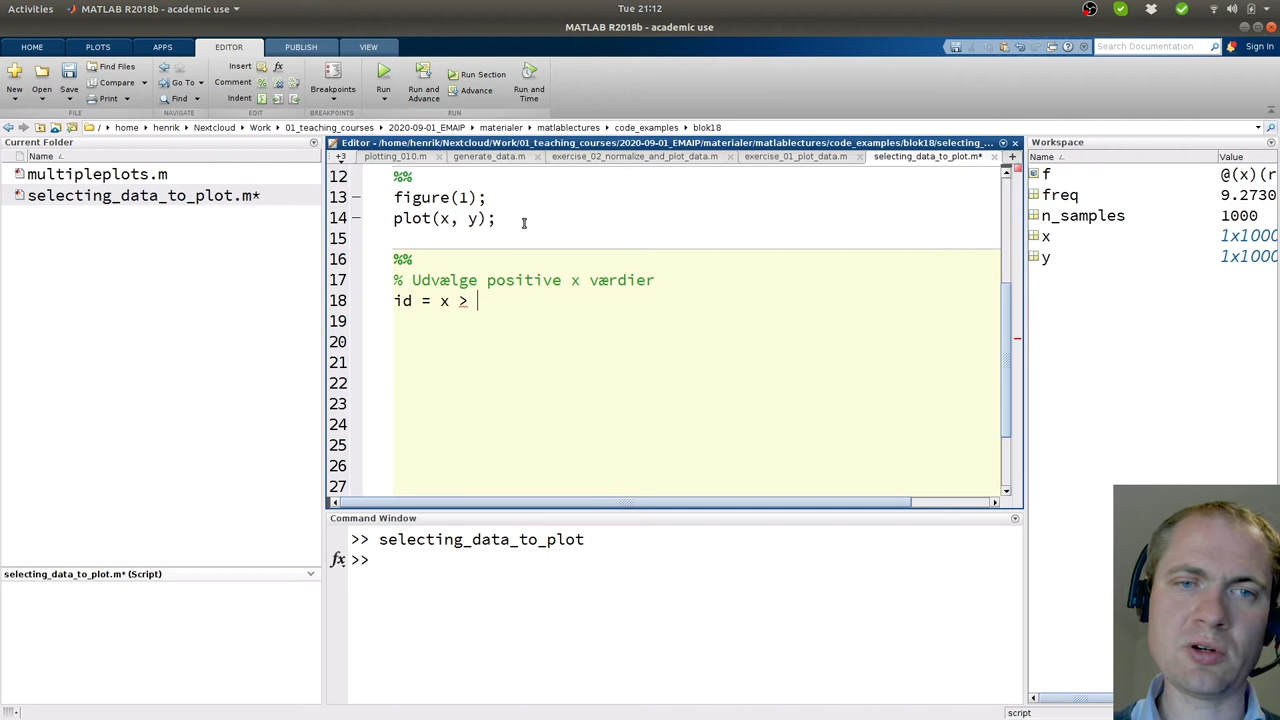 Activities
MATLAB R2018b - academic use
Tue 21:12
MATLAB R2018b - academic use
HOME PLOTS APPS EDITOR PUBLISH VIEW
Search Documentation
Sign In
New Open Save
Find Files
Compare
Print
Go To
Find
Insert
Comment
Indent
Breakpoints
Run
Run and Advance
Run Section
Advance
Run and Time
FILE NAVIGATE EDIT BREAKPOINTS RUN
/ home henrik Nextcloud Work 01_teaching_courses 2020-09-01_EMAIP materialer matlablectures code_examples blok18
Current Folder
Name
multipleplots.m
selecting_data_to_plot.m*
selecting_data_to_plot.m* (Script)
Editor - /home/henrik/Nextcloud/Work/01_teaching_courses/2020-09-01_EMAIP/materialer/matlablectures/code_examples/blok18/selecting_...
+3 plotting_010.m generate_data.m exercise_02_normalize_and_plot_data.m exercise_01_plot_data.m selecting_data_to_plot.m*
12 %%
13 figure(1);
14 plot(x, y);
15
16 %%
17 % Udvælge positive x værdier
18 id = x >
19
20
21
22
23
24
25
26
27
Command Window
>> selecting_data_to_plot
fx >>
Workspace
Name Value
f @(x)(r
freq 9.2730
n_samples 1000
x 1x1000
y 1x1000
script